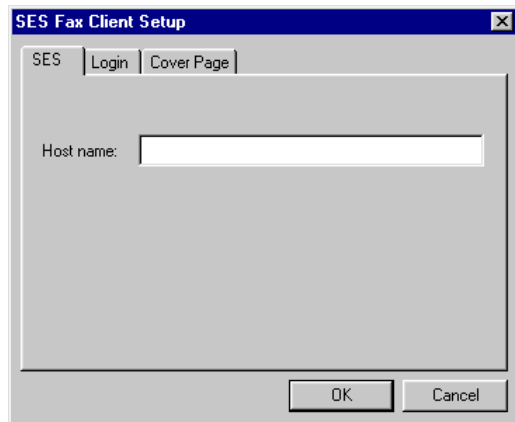 SES Fax Client Setup
SES Login Cover Page
Host name:
OK Cancel